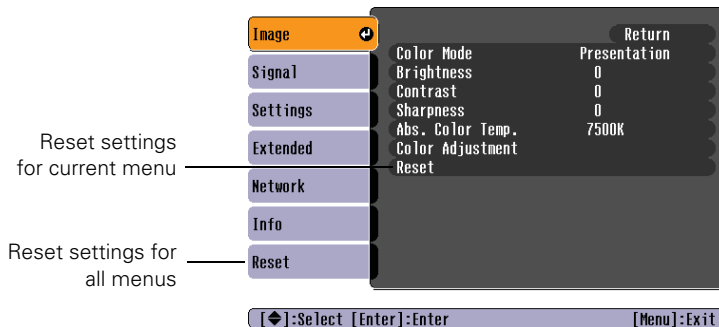 Image
Signal
Settings
Extended
Network
Info
Reset
Return
Color Mode Presentation
Brightness 0
Contrast 0
Sharpness 0
Abs. Color Temp. 7500K
Color Adjustment
Reset
Reset settings
for current menu
Reset settings for
all menus
[ ]:Select [Enter]:Enter [Menu]:Exit